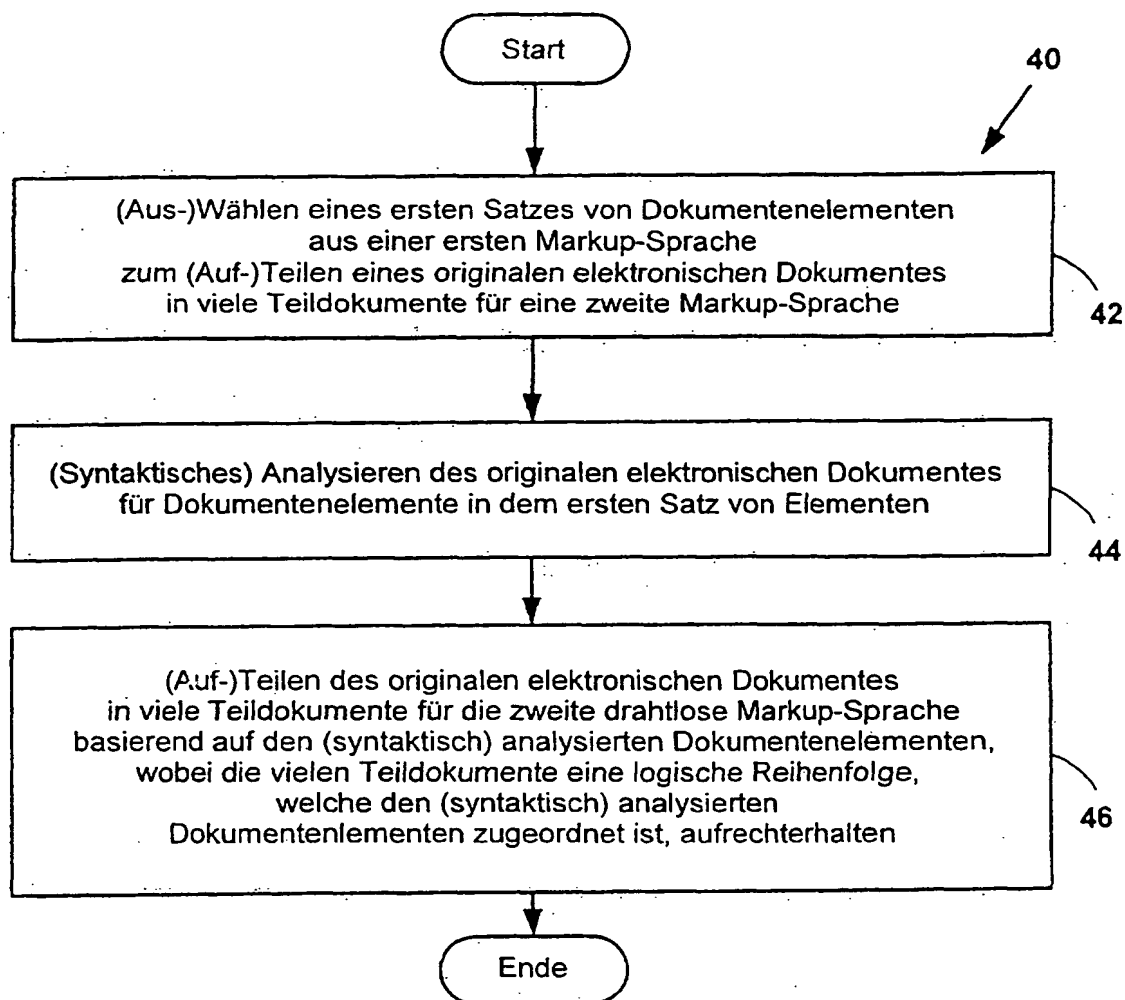 Start
40
(Aus-)Wählen eines ersten Satzes von Dokumentenelementen
aus einer ersten Markup-Sprache
zum (Auf-)Teilen eines originalen elektronischen Dokumentes
in viele Teildokumente für eine zweite Markup-Sprache
42
(Syntaktisches) Analysieren des originalen elektronischen Dokumentes
für Dokumentenelemente in dem ersten Satz von Elementen
44
(Auf-)Teilen des originalen elektronischen Dokumentes
in viele Teildokumente für die zweite drahtlose Markup-Sprache
basierend auf den (syntaktisch) analysierten Dokumentenelementen,
wobei die vielen Teildokumente eine logische Reihenfolge,
welche den (syntaktisch) analysierten
Dokumentenlementen zugeordnet ist, aufrechterhalten
46
Ende